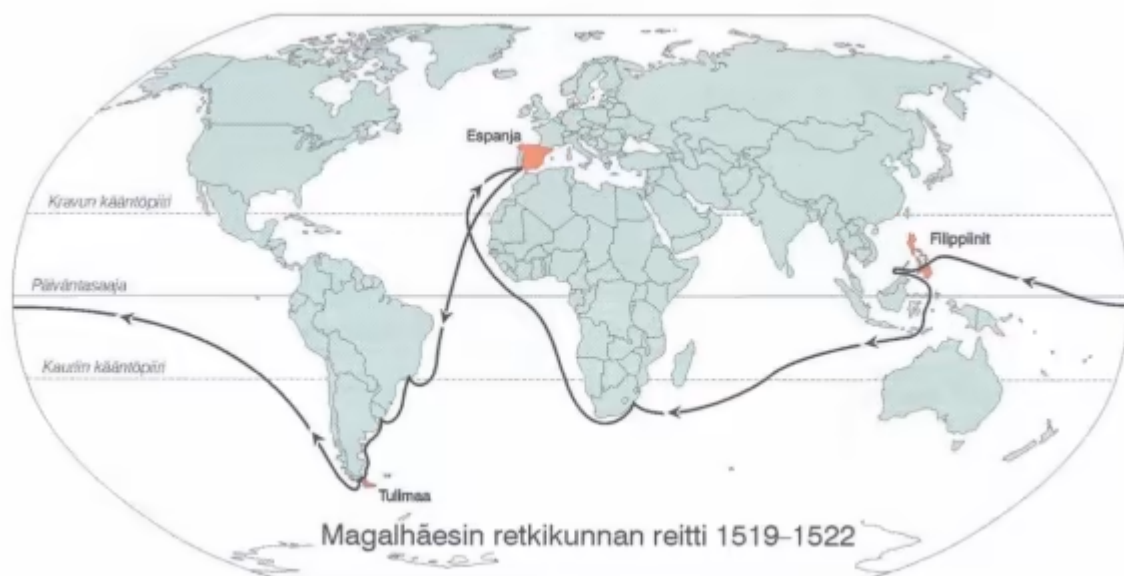 Espanja
Kravun kääntöpiiri
Filippiinit
Päiväntasaaja
Kauriin kääntöpiiri
Tulimaa
Magalhãesin retkikunnan reitti 1519–1522